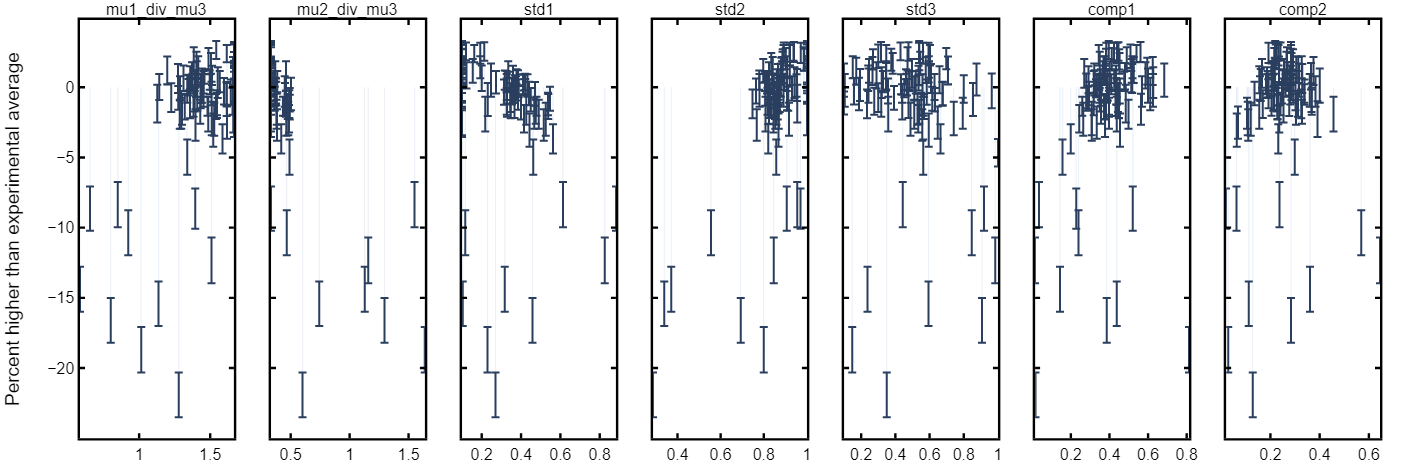 mu1_div_mu3 mu2_div_mu3 std1 std2 std3 comp1 comp2
Percent higher than experimental average
0
−5
−10
−15
−20
1 1.5 0.5 1 1.5 0.2 0.4 0.6 0.8 0.4 0.6 0.8 1 0.2 0.4 0.6 0.8 1 0.2 0.4 0.6 0.8 0.2 0.4 0.6